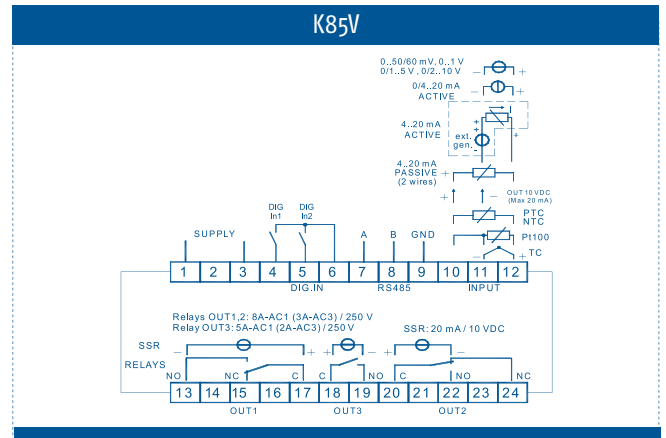 K85V
0..50/60 mV, 0..1 V
0/1..5 V , 0/2..10 V
- +
0/4..20 mA
ACTIVE
- +
I
4..20 mA
ACTIVE
+
+
ext.
gen.
-
+
4..20 mA
PASSIVE
(2 wires)
+ -
+ -
OUT 10 VDC
(Max 20 mA)
PTC
NTC
Pt100
- + TC
DIG
In1
DIG
In2
SUPPLY
A B GND
1 2 3 4 5 6 7 8 9 10 11 12
DIG.IN RS485 INPUT
Relays OUT1,2: 8A-AC1 (3A-AC3) / 250 V
Relay OUT3: 5A-AC1 (2A-AC3) / 250 V
SSR: 20 mA / 10 VDC
SSR - + + - + -
RELAYS
NO NC C C NO C NO NC
13 14 15 16 17 18 19 20 21 22 23 24
OUT1 OUT3 OUT2